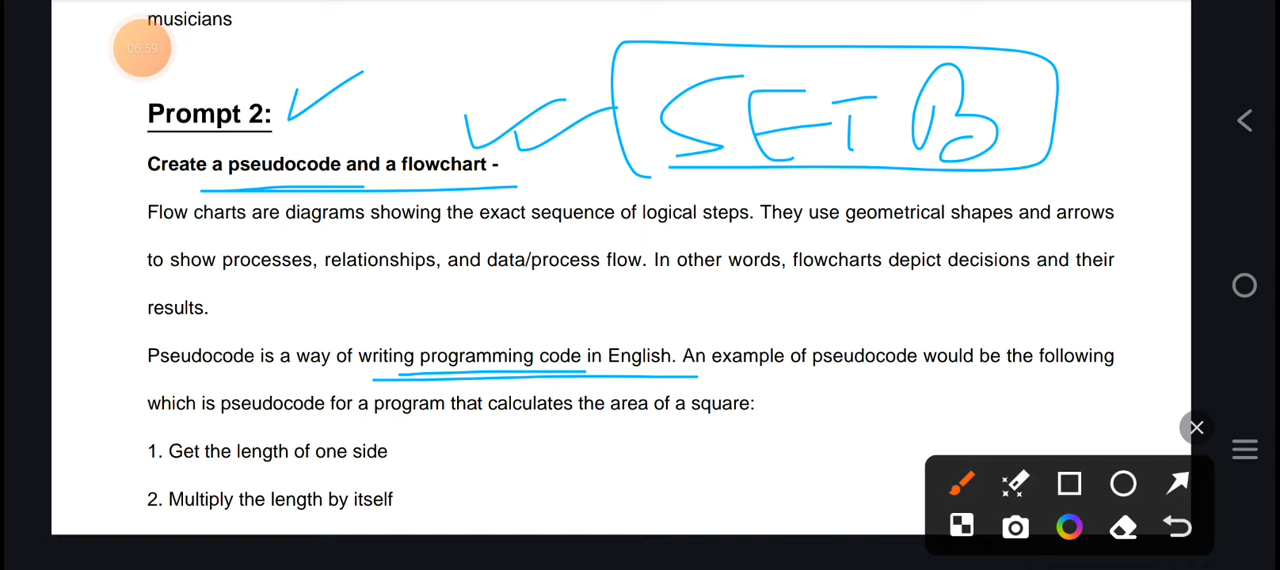 musicians
06:59
SET B
Prompt 2:
Create a pseudocode and a flowchart -
Flow charts are diagrams showing the exact sequence of logical steps. They use geometrical shapes and arrows
to show processes, relationships, and data/process flow. In other words, flowcharts depict decisions and their
results.
Pseudocode is a way of writing programming code in English. An example of pseudocode would be the following
which is pseudocode for a program that calculates the area of a square:
1. Get the length of one side
2. Multiply the length by itself